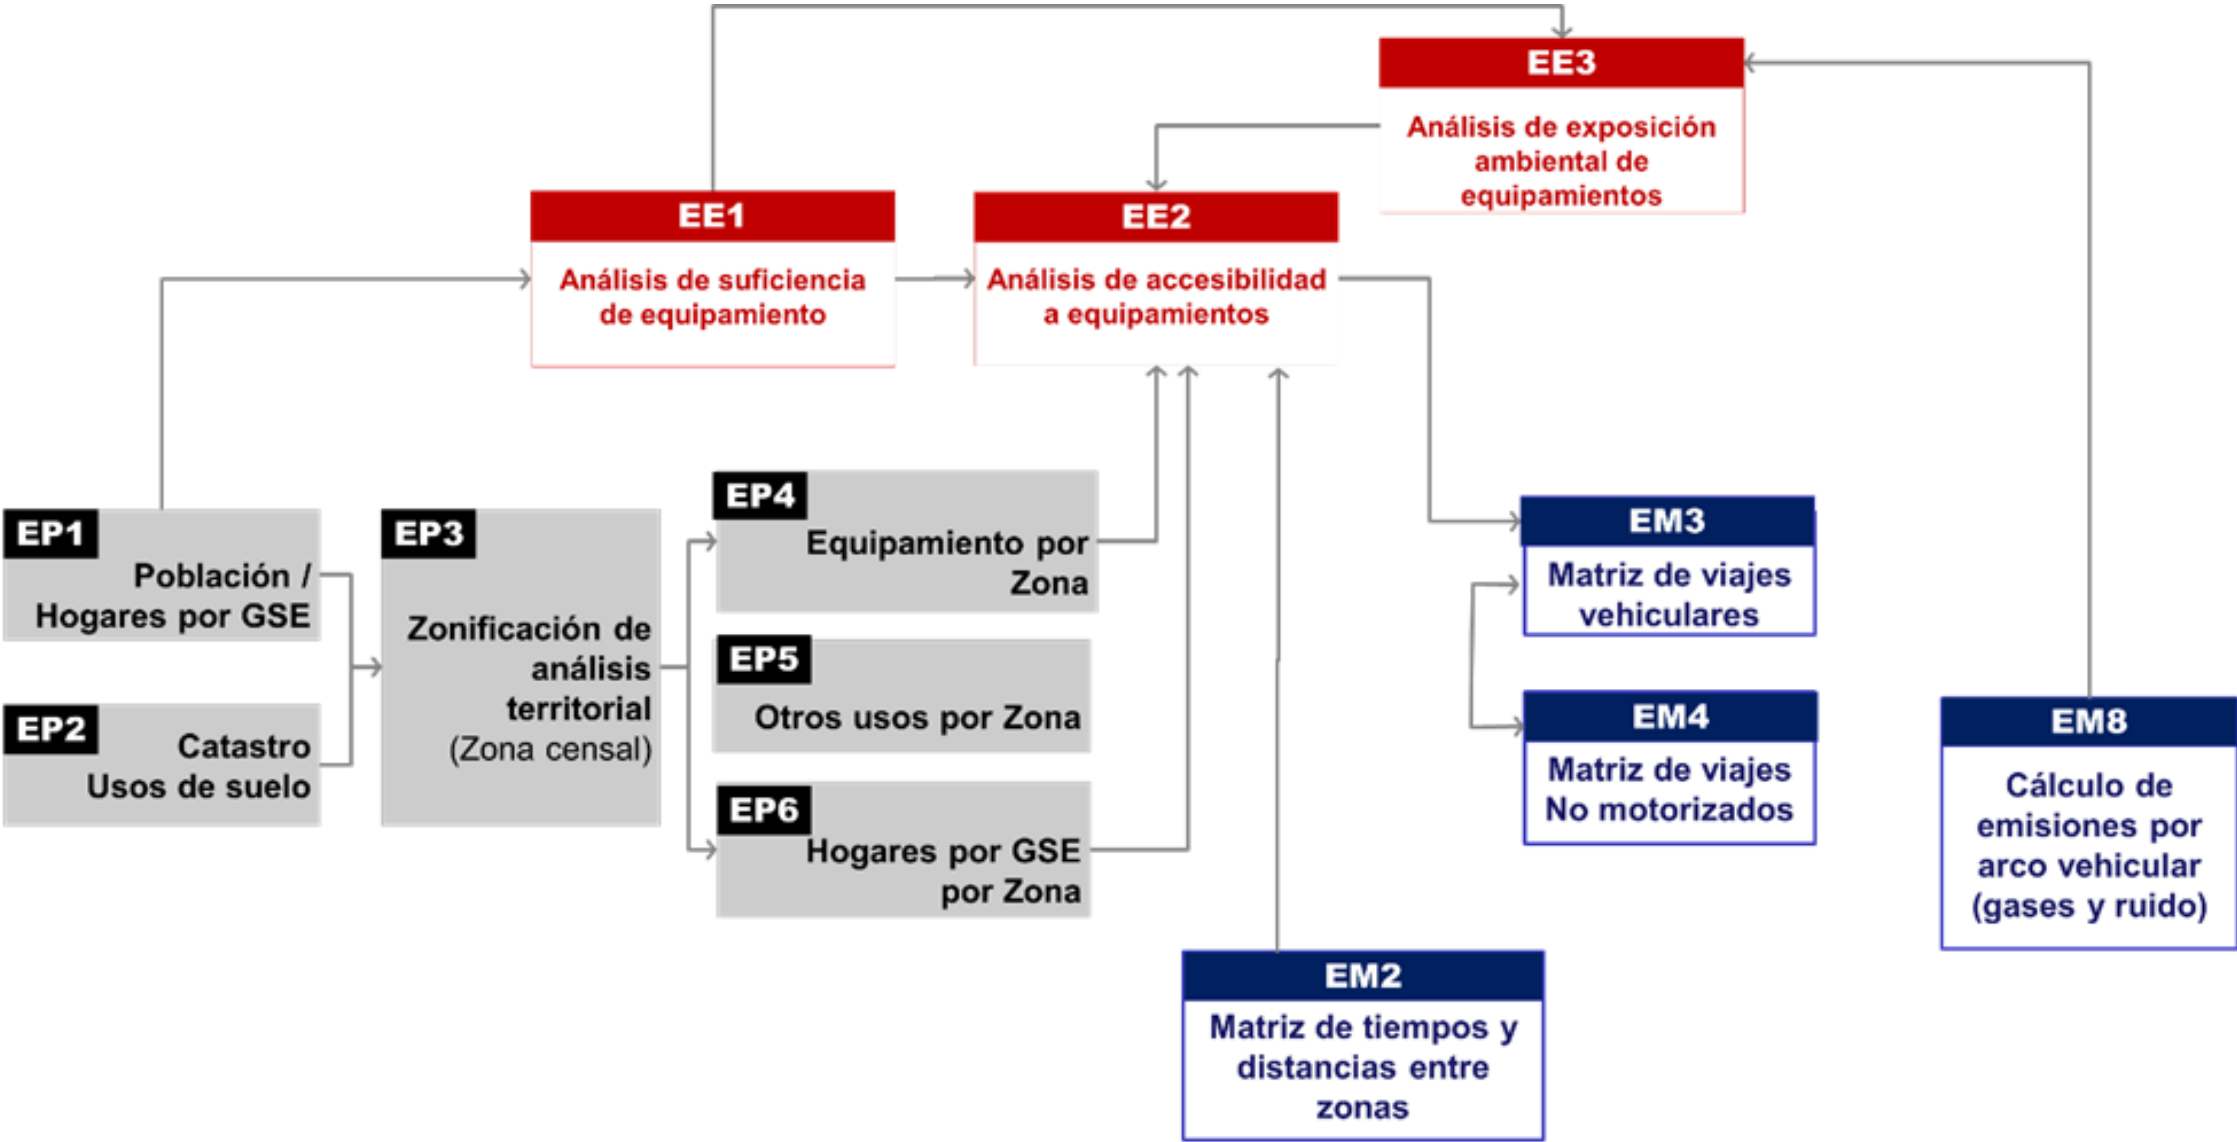 EE3
Análisis de exposición
ambiental de
equipamientos
EE1
Análisis de suficiencia
de equipamiento
EE2
Análisis de accesibilidad
a equipamientos
EP1
Población /
Hogares por GSE
EP2
Catastro
Usos de suelo
EP3
Zonificación de
análisis
territorial
(Zona censal)
EP4
Equipamiento por
Zona
EP5
Otros usos por Zona
EP6
Hogares por GSE
por Zona
EM3
Matriz de viajes
vehiculares
EM4
Matriz de viajes
No motorizados
EM8
Cálculo de
emisiones por
arco vehicular
(gases y ruido)
EM2
Matriz de tiempos y
distancias entre
zonas